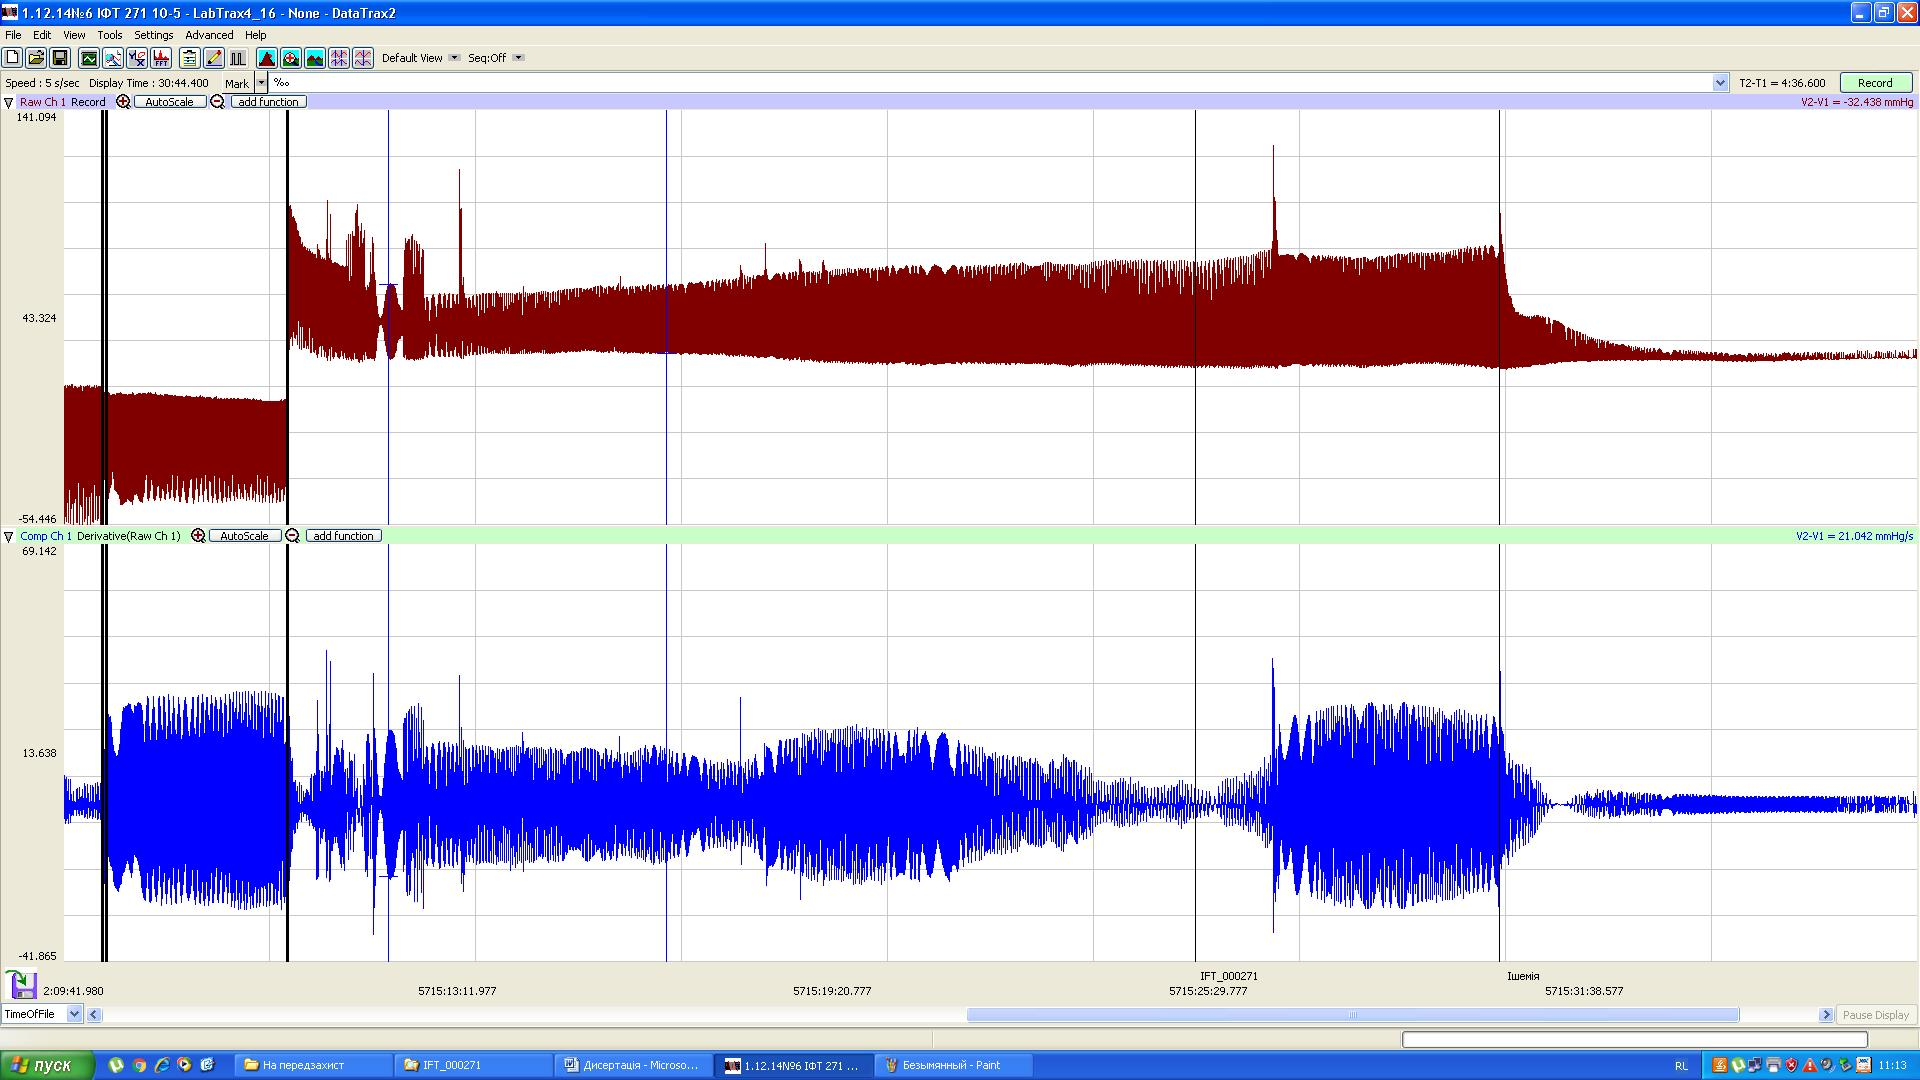 1.12.14№6 ІФТ 271 10-5 - LabTrax4_16 - None - DataTrax2
File Edit View Tools Settings Advanced Help
Default View Seq:Off
Speed : 5 s/sec Display Time : 30:44.400 Mark ‰ T2-T1 = 4:36.600 Record
Raw Ch 1 Record AutoScale add function V2-V1 = -32.438 mmHg
141.094
43.324
-54.446
Comp Ch 1 Derivative(Raw Ch 1) AutoScale add function V2-V1 = 21.042 mmHg/s
69.142
13.638
-41.865
IFT_000271 Ішемія
2:09:41.980 5715:13:11.977 5715:19:20.777 5715:25:29.777 5715:31:38.577
TimeOfFile Pause Display
пуск На передзахист IFT_000271 Дисертація - Microso... 1.12.14№6 ІФТ 271 ... Безымянный - Paint RL 11:13